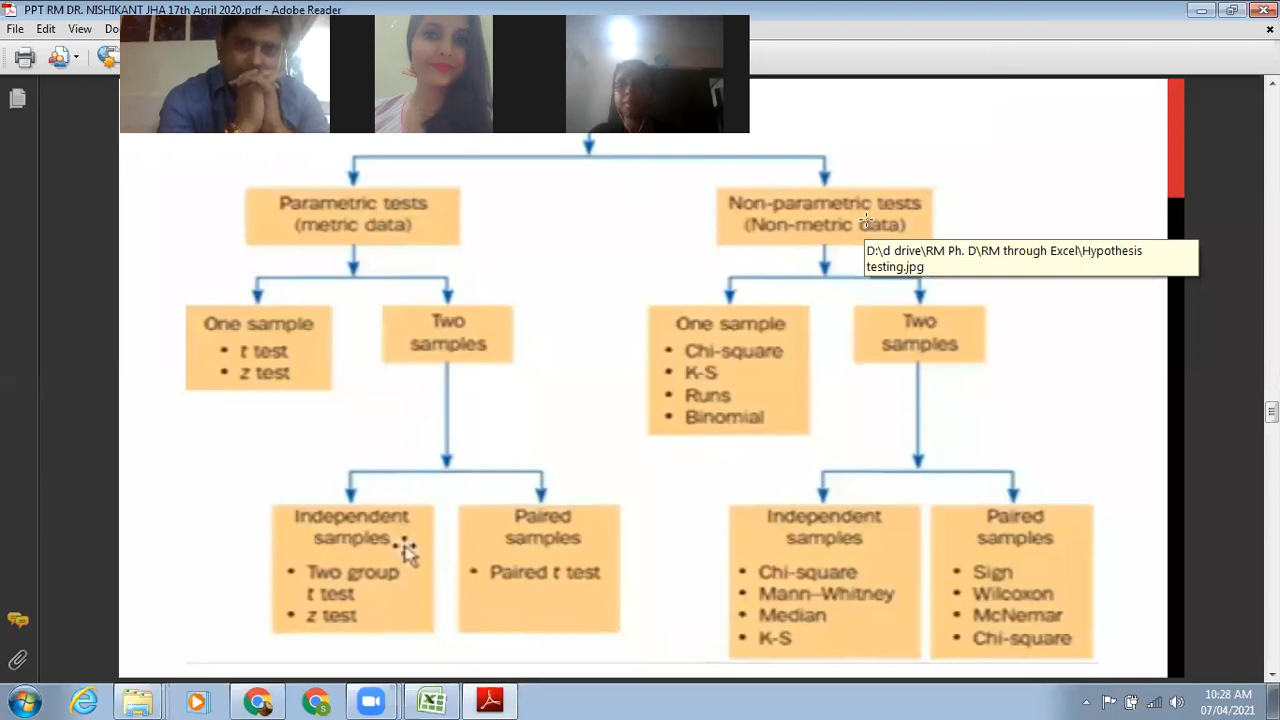 PPT RM DR. NISHIKANT JHA 17th April 2020.pdf - Adobe Reader
File Edit View Do
Parametric tests
(metric data)
Non-parametric tests
(Non-metric data)
D:\d drive\RM Ph. D\RM through Excel\Hypothesis
testing.jpg
One sample
• t test
• z test
Two
samples
One sample
• Chi-square
• K-S
• Runs
• Binomial
Two
samples
Independent
samples
• Two group
t test
• z test
Paired
samples
• Paired t test
Independent
samples
• Chi-square
• Mann–Whitney
• Median
• K-S
Paired
samples
• Sign
• Wilcoxon
• McNemar
• Chi-square
10:28 AM
07/04/2021